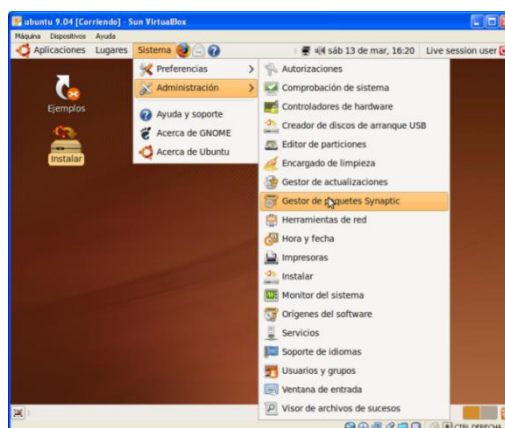 ubuntu 9.04 [Corriendo] - Sun VirtualBox
Máquina Dispositivos Ayuda
Aplicaciones Lugares Sistema sáb 13 de mar, 16:20 Live session user
Preferencias
Administración
Ayuda y soporte
Acerca de GNOME
Acerca de Ubuntu
Ejemplos
Instalar
Autorizaciones
Comprobación de sistema
Controladores de hardware
Creador de discos de arranque USB
Editor de particiones
Encargado de limpieza
Gestor de actualizaciones
Gestor de paquetes Synaptic
Herramientas de red
Hora y fecha
Impresoras
Instalar
Monitor del sistema
Orígenes del software
Servicios
Soporte de idiomas
Usuarios y grupos
Ventana de entrada
Visor de archivos de sucesos
CTRL DERECHA